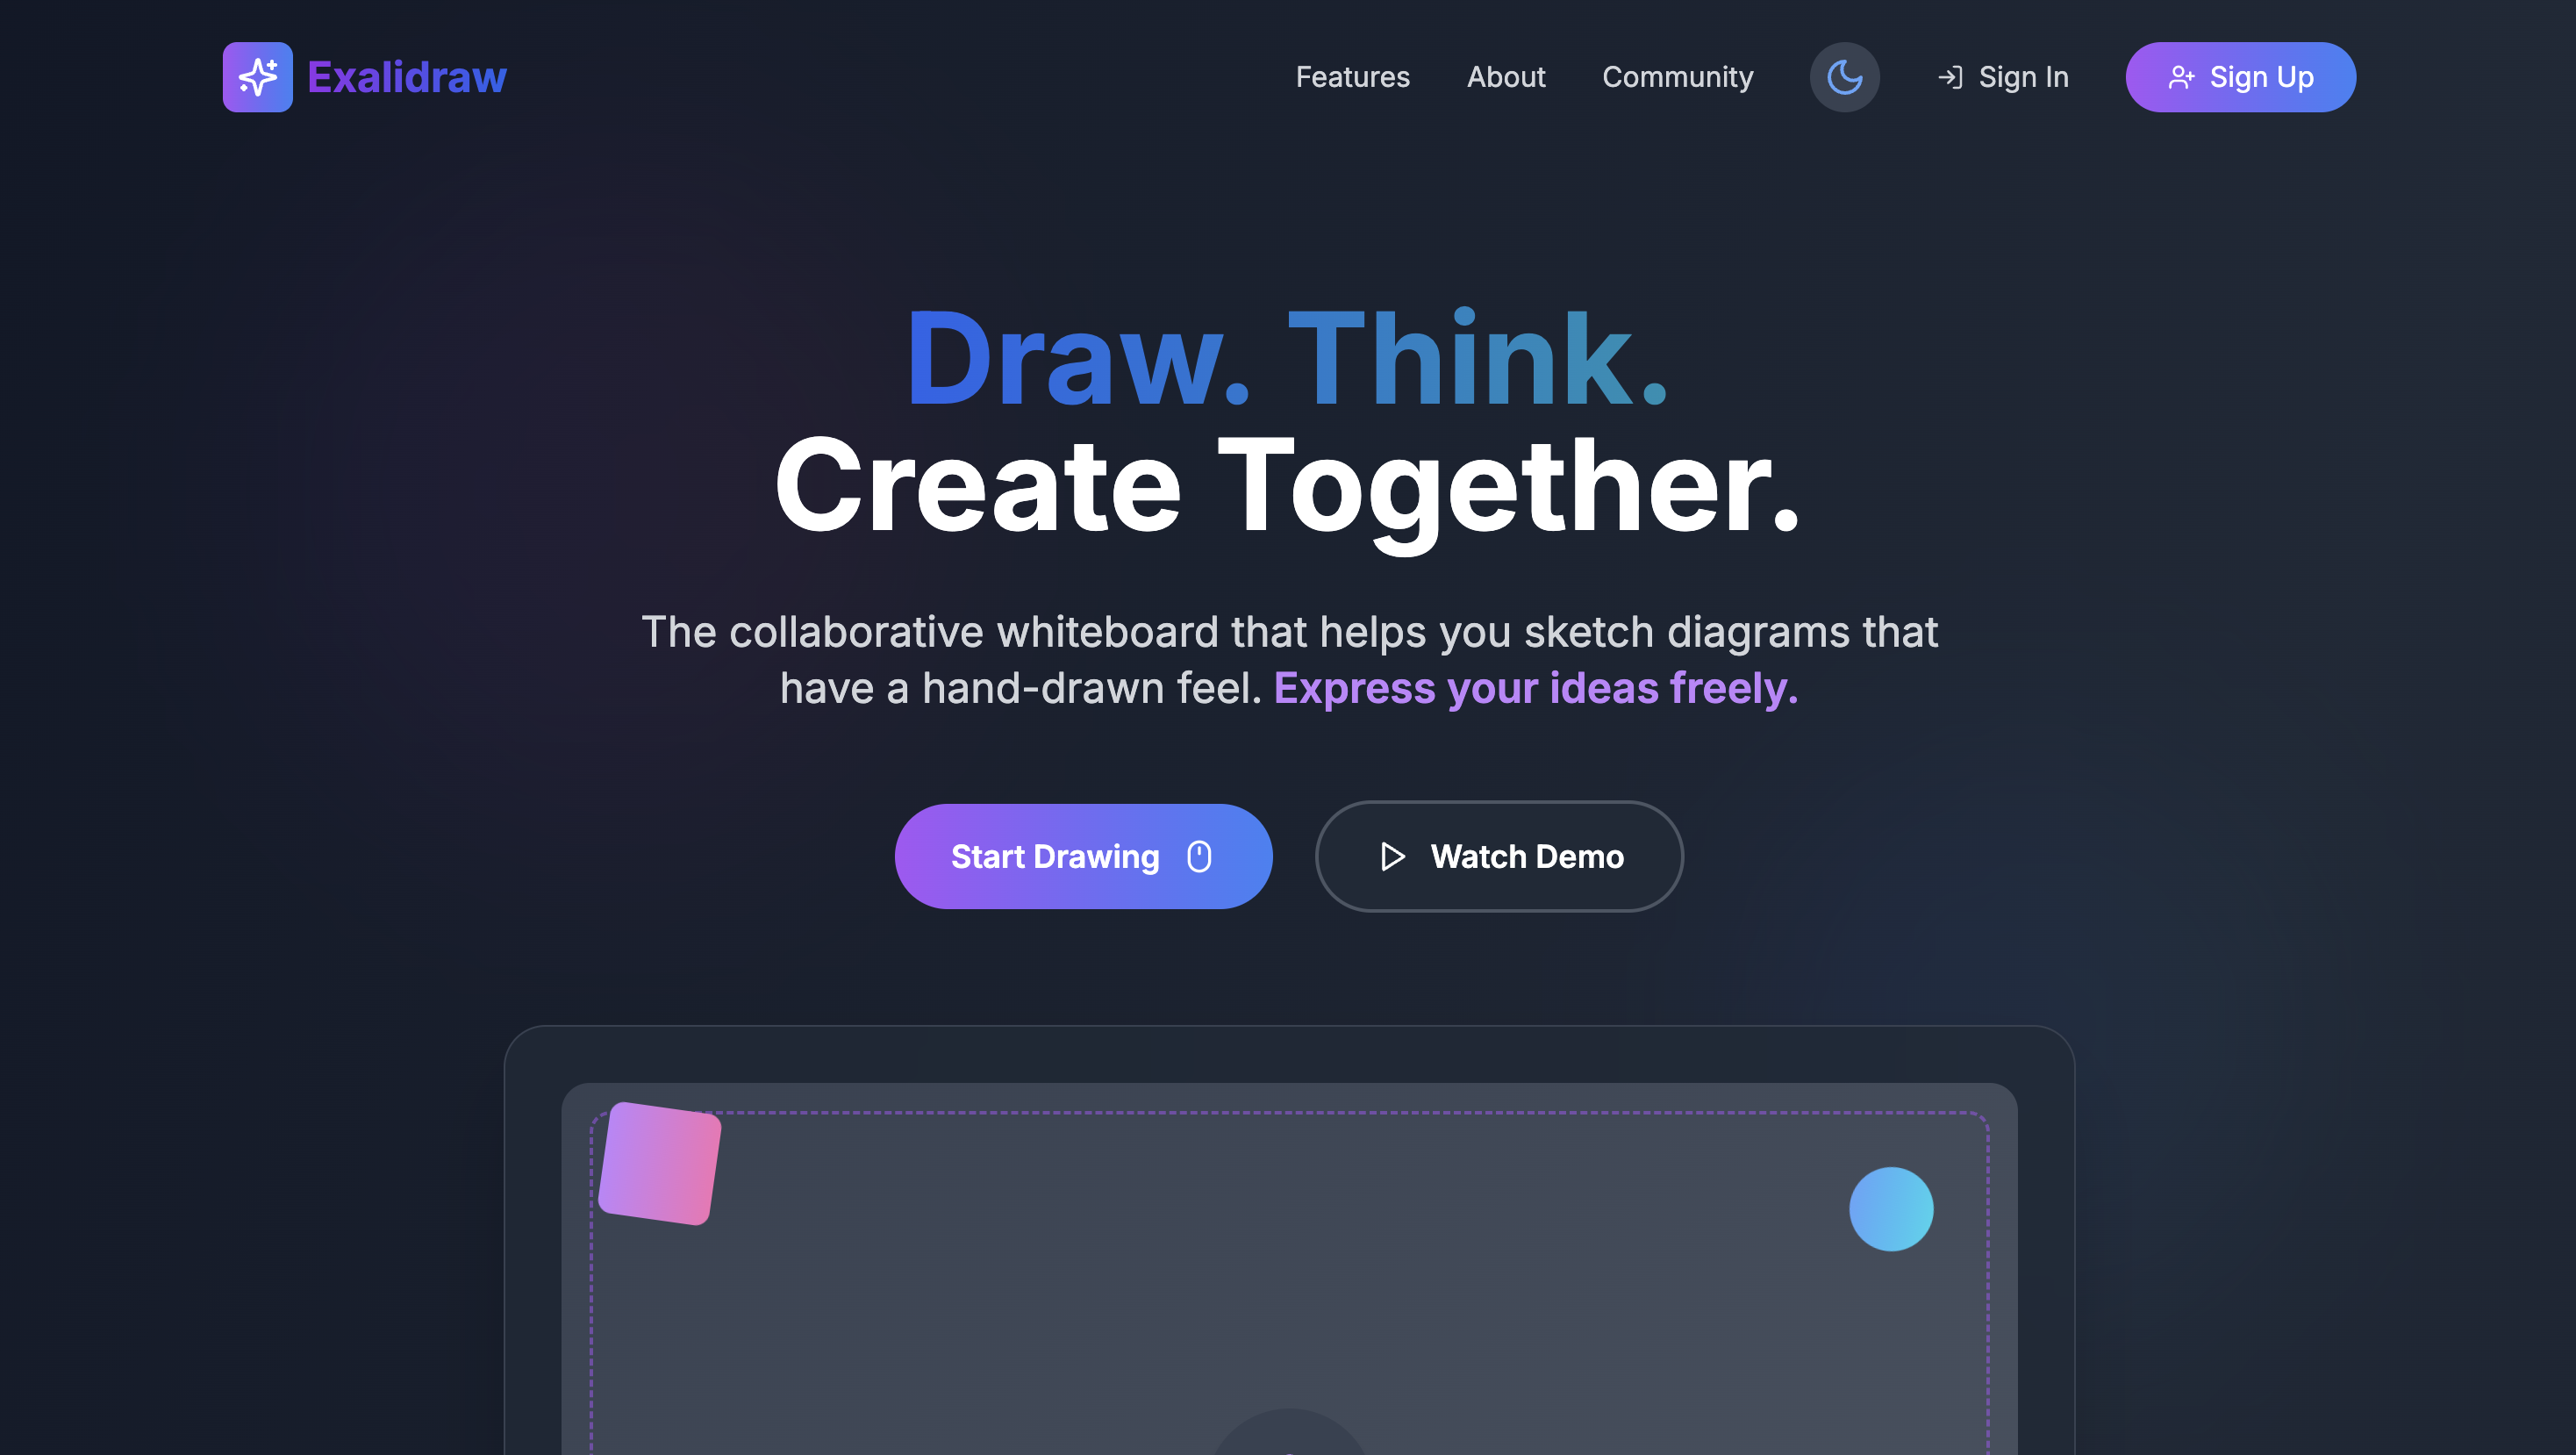 Exalidraw
Features
About
Community
Sign In
Sign Up
Draw. Think.
Create Together.
The collaborative whiteboard that helps you sketch diagrams that
have a hand-drawn feel. Express your ideas freely.
Start Drawing
Watch Demo